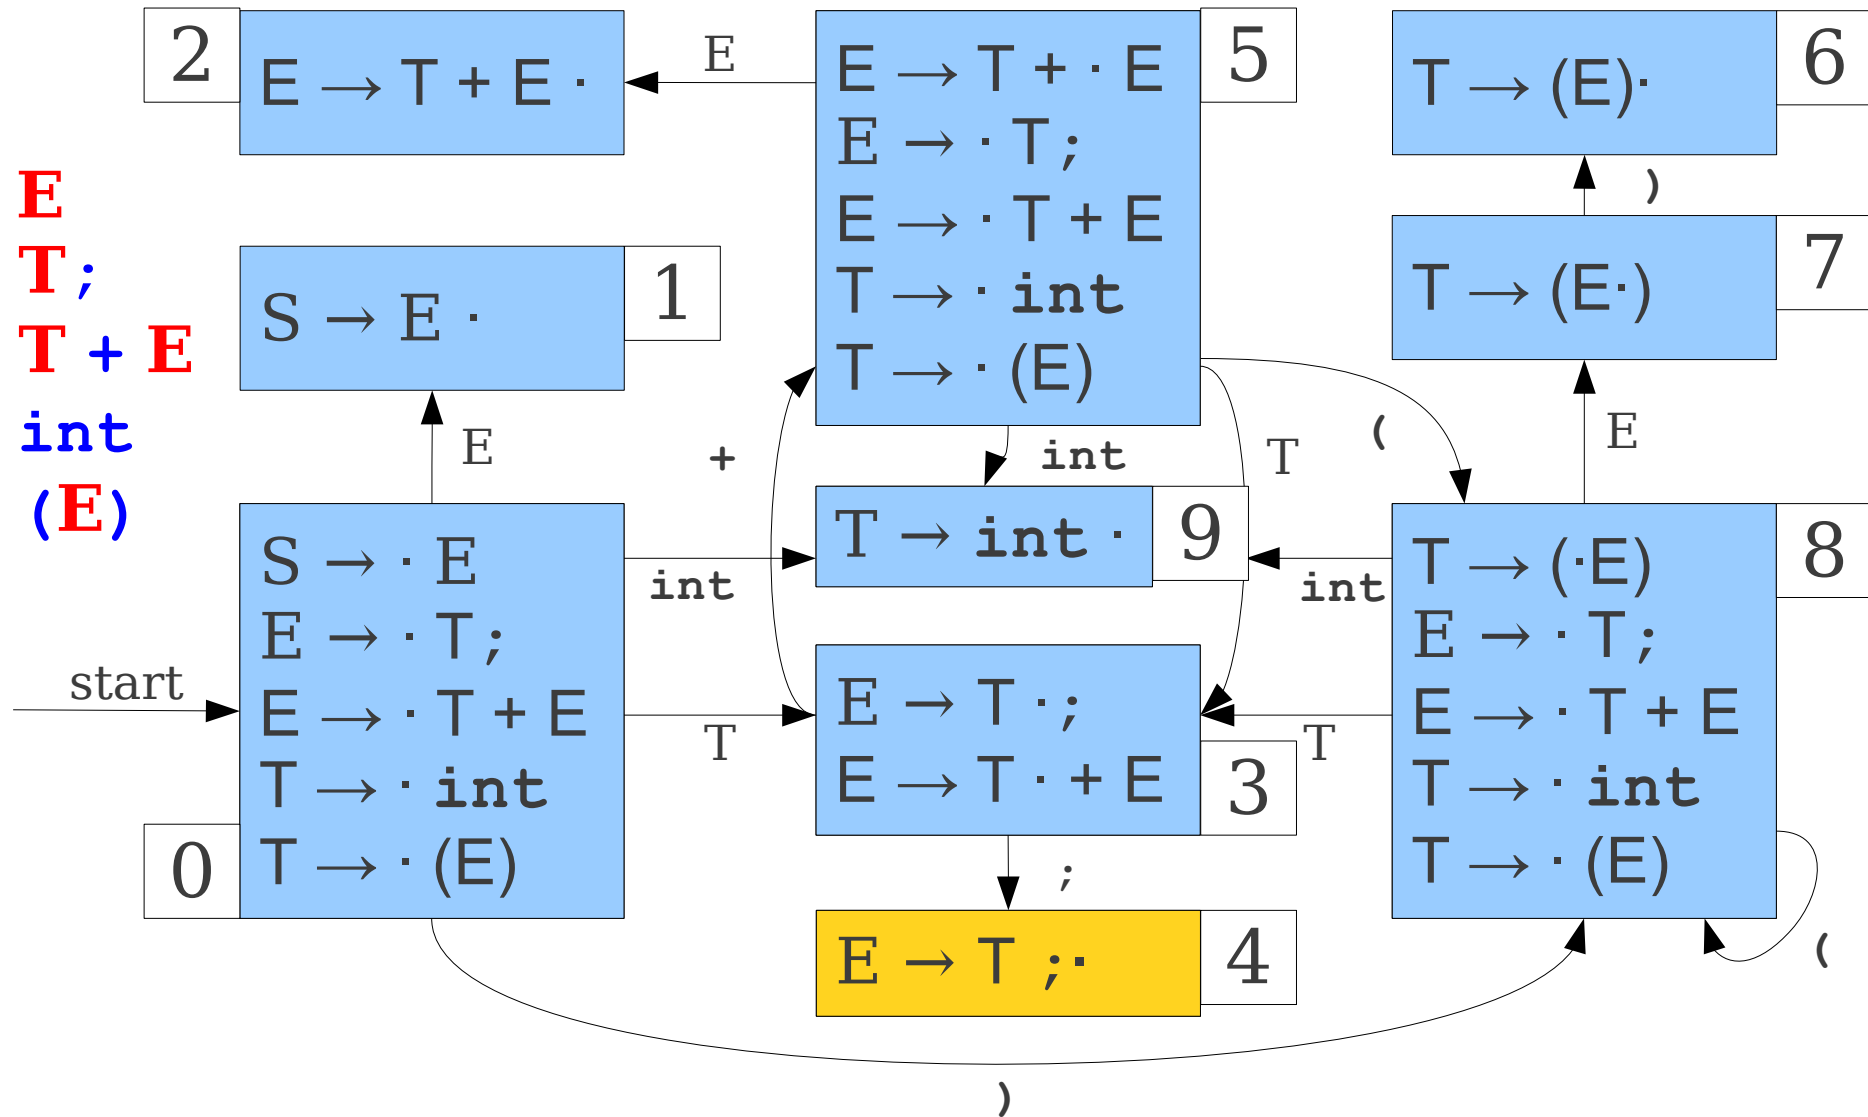 2
E → T + E ·
E
5
E → T + · E
E → · T ;
E → · T + E
T → · int
T → · (E)
6
T → (E)·
)
7
T → (E·)
E
T ;
T + E
int
(E)
1
S → E ·
E
+
int
T
(
E
9
T → int ·
int
int
0
S → · E
E → · T ;
E → · T + E
T → · int
T → · (E)
start
T
3
E → T · ;
E → T · + E
T
8
T → (·E)
E → · T ;
E → · T + E
T → · int
T → · (E)
;
4
E → T ;·
(
)